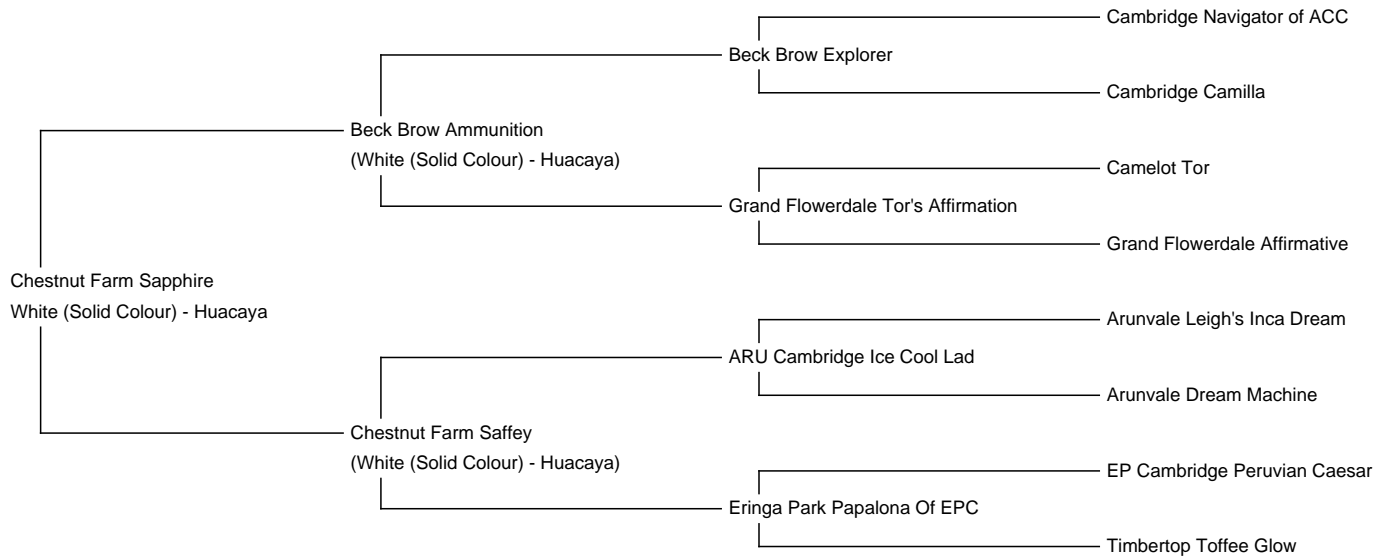 Cambridge Navigator of ACC
Beck Brow Explorer
Cambridge Camilla
Beck Brow Ammunition
(White (Solid Colour) - Huacaya)
Camelot Tor
Grand Flowerdale Tor's Affirmation
Grand Flowerdale Affirmative
Chestnut Farm Sapphire
White (Solid Colour) - Huacaya
Arunvale Leigh's Inca Dream
ARU Cambridge Ice Cool Lad
Arunvale Dream Machine
Chestnut Farm Saffey
(White (Solid Colour) - Huacaya)
EP Cambridge Peruvian Caesar
Eringa Park Papalona Of EPC
Timbertop Toffee Glow